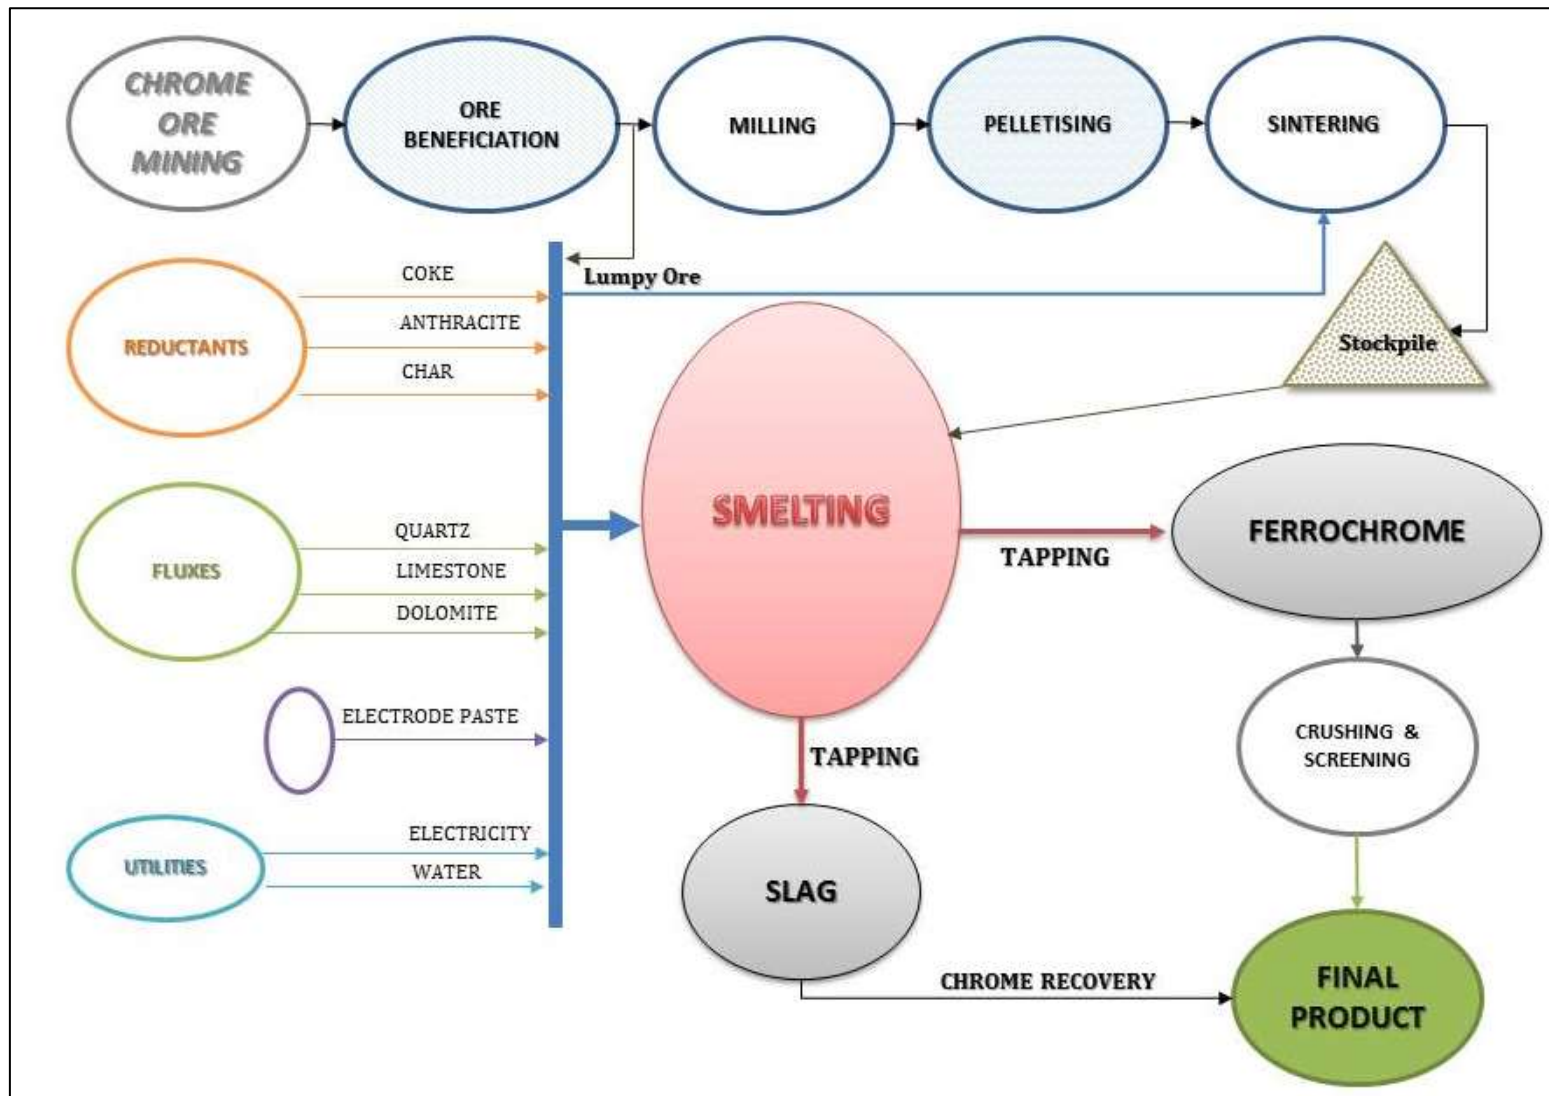 CHROME
ORE
MINING
ORE
BENEFICIATION
MILLING
PELLETISING
SINTERING
COKE
Lumpy Ore
ANTHRACITE
REDUCTANTS
CHAR
Stockpile
SMELTING
FERROCHROME
TAPPING
QUARTZ
FLUXES
LIMESTONE
DOLOMITE
ELECTRODE PASTE
TAPPING
CRUSHING &
SCREENING
ELECTRICITY
UTILITIES
WATER
SLAG
CHROME RECOVERY
FINAL
PRODUCT